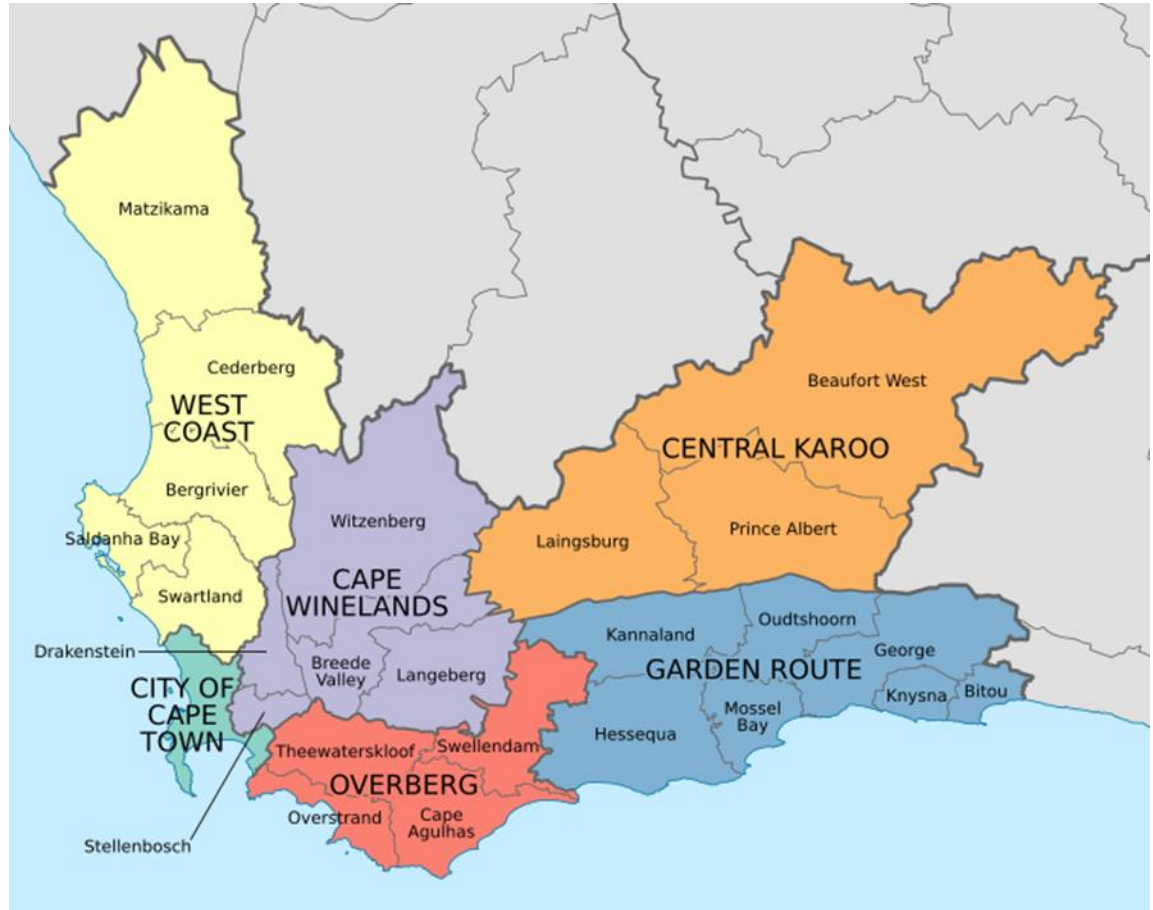 Matzikama
Cederberg
WEST
COAST
Bergrivier
Saldanha Bay
Swartland
Witzenberg
CAPE
WINELANDS
Drakenstein
Breede
Valley
Langeberg
Stellenbosch
CITY OF
CAPE
TOWN
Theewaterskloof
Swellendam
OVERBERG
Overstrand
Cape
Agulhas
Beaufort West
CENTRAL KAROO
Laingsburg
Prince Albert
Kannaland
Oudtshoorn
George
GARDEN ROUTE
Hessequa
Mossel
Bay
Knysna
Bitou